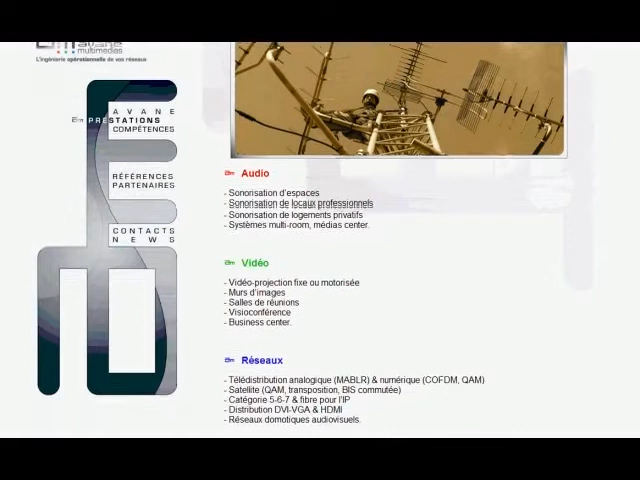 avane
multimedias
L'ingénierie opérationnelle de vos réseaux
AVANE
PRESTATIONS
COMPÉTENCES
RÉFÉRENCES
PARTENAIRES
CONTACTS
NEWS
Audio
- Sonorisation d'espaces
- Sonorisation de locaux professionnels
- Sonorisation de logements privatifs
- Systèmes multi-room, médias center.
Vidéo
- Vidéo-projection fixe ou motorisée
- Murs d'images
- Salles de réunions
- Visioconférence
- Business center.
Réseaux
- Télédistribution analogique (MABLR) & numérique (COFDM, QAM)
- Satellite (QAM, transposition, BIS commutée)
- Catégorie 5-6-7 & fibre pour l'IP
- Distribution DVI-VGA & HDMI
- Réseaux domotiques audiovisuels.